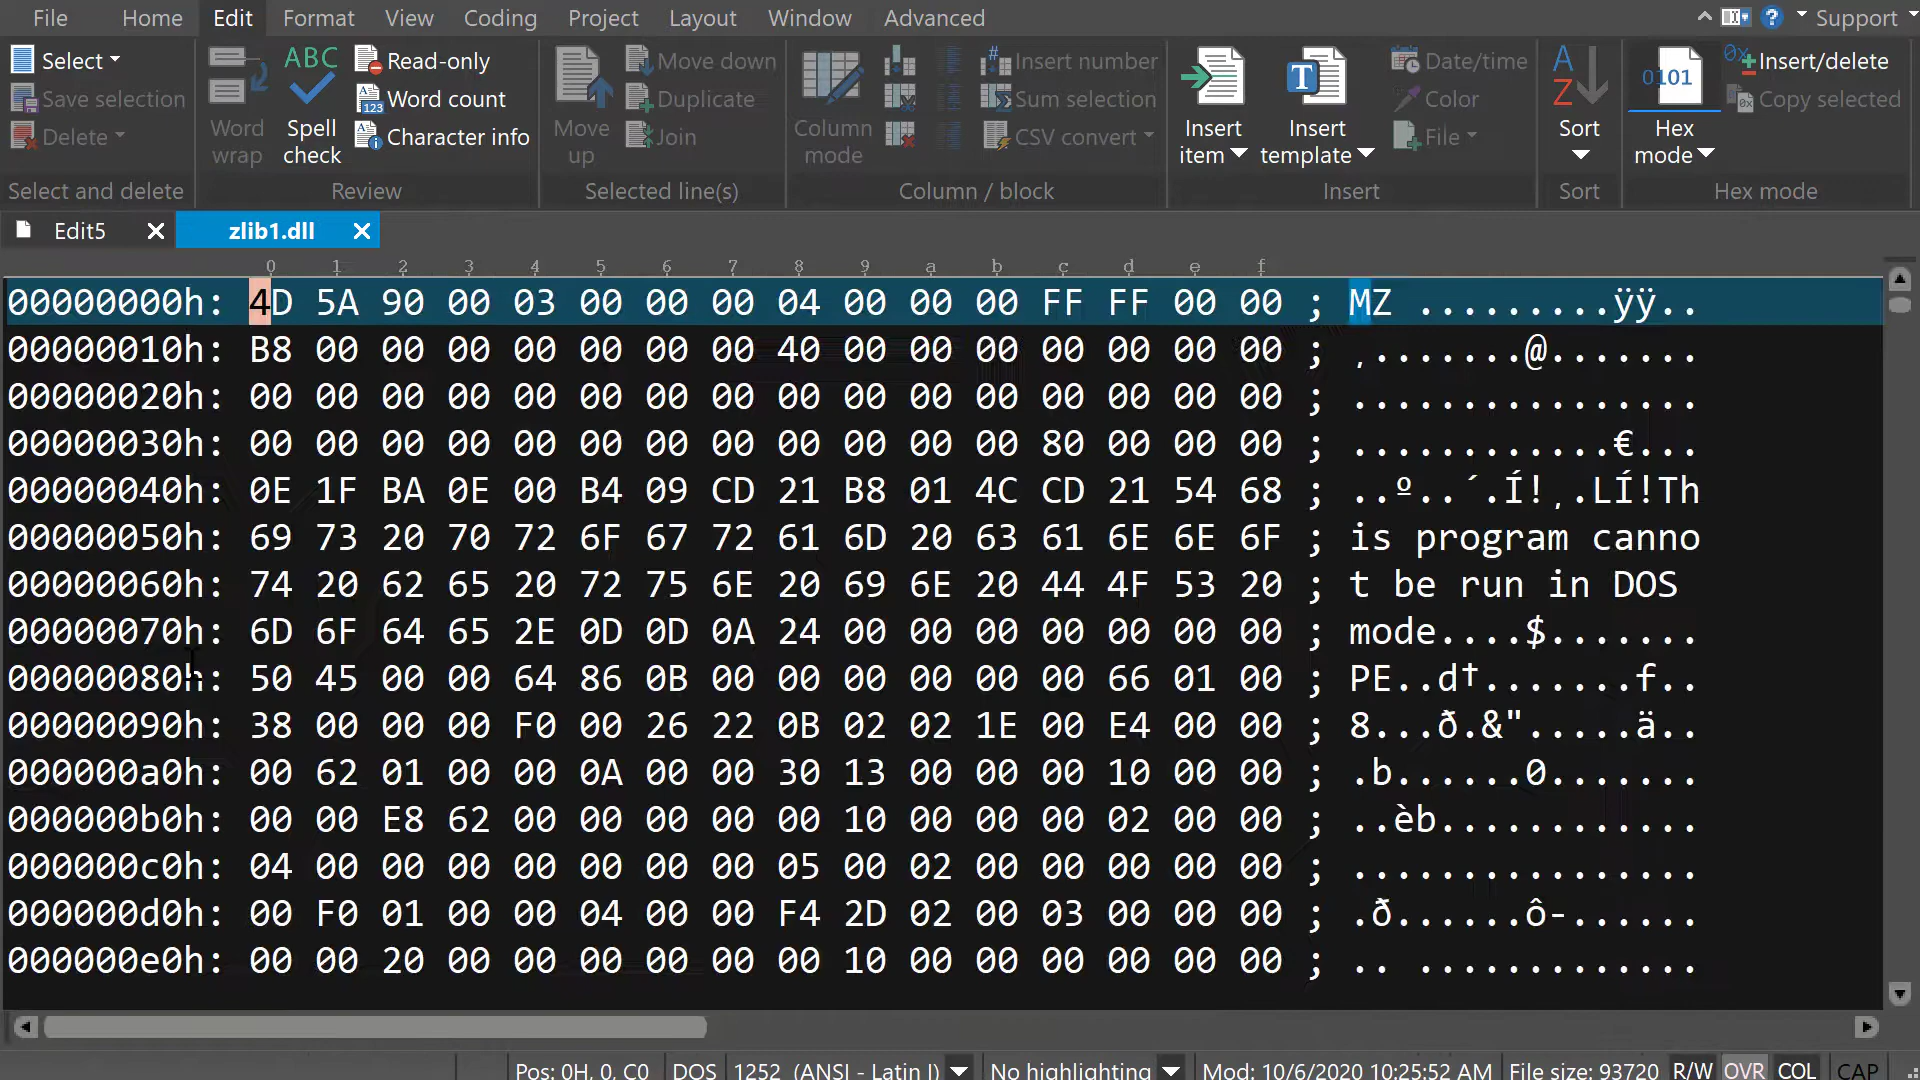 File Home Edit Format View Coding Project Layout Window Advanced Support
Select ABC Read-only Move down Insert number Date/time Insert/delete
Save selection Word count Duplicate Sum selection Color Copy selected
Delete Word wrap Spell check Character info Move up Join Column mode CSV convert Insert item Insert template File Sort Hex mode
Select and delete Review Selected line(s) Column / block Insert Sort Hex mode
Edit5 zlib1.dll
0 1 2 3 4 5 6 7 8 9 a b c d e f
00000000h: 4D 5A 90 00 03 00 00 00 04 00 00 00 FF FF 00 00 ; MZ .........ÿÿ..
00000010h: B8 00 00 00 00 00 00 00 40 00 00 00 00 00 00 00 ; ¸.......@.......
00000020h: 00 00 00 00 00 00 00 00 00 00 00 00 00 00 00 00 ; ................
00000030h: 00 00 00 00 00 00 00 00 00 00 00 00 80 00 00 00 ; ............€...
00000040h: 0E 1F BA 0E 00 B4 09 CD 21 B8 01 4C CD 21 54 68 ; ..º..´.Í!¸.LÍ!Th
00000050h: 69 73 20 70 72 6F 67 72 61 6D 20 63 61 6E 6E 6F ; is program canno
00000060h: 74 20 62 65 20 72 75 6E 20 69 6E 20 44 4F 53 20 ; t be run in DOS
00000070h: 6D 6F 64 65 2E 0D 0D 0A 24 00 00 00 00 00 00 00 ; mode....$.......
00000080h: 50 45 00 00 64 86 0B 00 00 00 00 00 00 66 01 00 ; PE..d†.......f..
00000090h: 38 00 00 00 F0 00 26 22 0B 02 02 1E 00 E4 00 00 ; 8...ð.&".....ä..
000000a0h: 00 62 01 00 00 0A 00 00 30 13 00 00 00 10 00 00 ; .b......0.......
000000b0h: 00 00 E8 62 00 00 00 00 00 10 00 00 00 02 00 00 ; ..èb............
000000c0h: 04 00 00 00 00 00 00 00 05 00 02 00 00 00 00 00 ; ................
000000d0h: 00 F0 01 00 00 04 00 00 F4 2D 02 00 03 00 00 00 ; .ð......ô-......
000000e0h: 00 00 20 00 00 00 00 00 00 10 00 00 00 00 00 00 ; .. .............
Pos: 0H, 0, C0 DOS 1252 (ANSI - Latin I) No highlighting Mod: 10/6/2020 10:25:52 AM File size: 93720 R/W OVR COL CAP